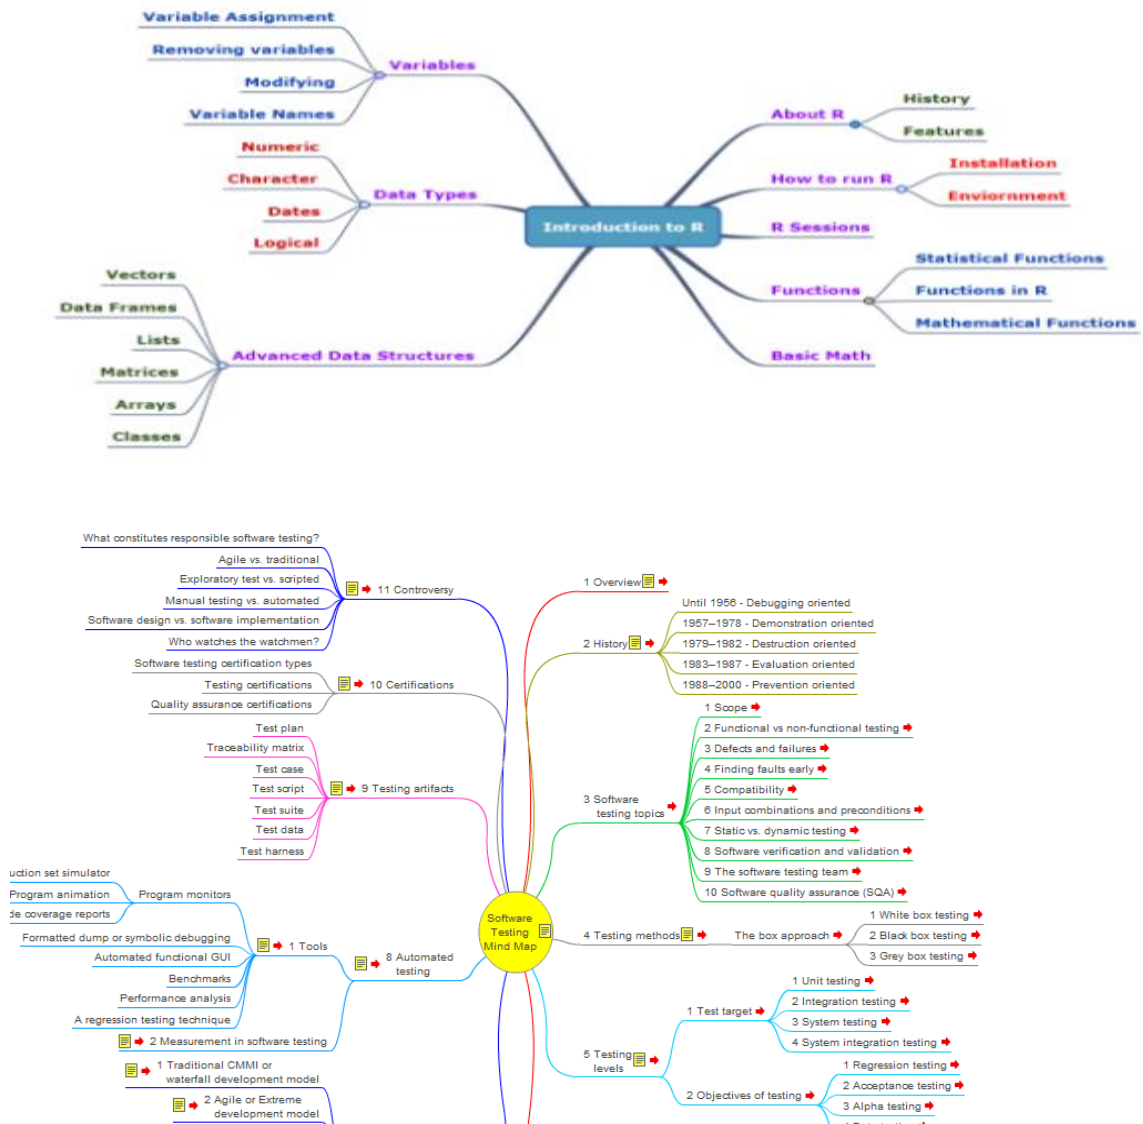 Variable Assignment
Removing variables
Modifying
Variable Names
Variables
Numeric
Character
Dates
Logical
Data Types
Vectors
Data Frames
Lists
Matrices
Arrays
Classes
Advanced Data Structures
Introduction to R
About R
History
Features
How to run R
Installation
Enviornment
R Sessions
Functions
Statistical Functions
Functions in R
Mathematical Functions
Basic Math
What constitutes responsible software testing?
Agile vs. traditional
Exploratory test vs. scripted
Manual testing vs. automated
Software design vs. software implementation
Who watches the watchmen?
11 Controversy
Software testing certification types
Testing certifications
Quality assurance certifications
10 Certifications
Test plan
Traceability matrix
Test case
Test script
Test suite
Test data
Test harness
9 Testing artifacts
uction set simulator
Program animation
de coverage reports
Program monitors
Formatted dump or symbolic debugging
Automated functional GUI
Benchmarks
Performance analysis
A regression testing technique
1 Tools
2 Measurement in software testing
8 Automated
testing
1 Traditional CMMI or
waterfall development model
2 Agile or Extreme
development model
Software
Testing
Mind Map
1 Overview
2 History
Until 1956 - Debugging oriented
1957–1978 - Demonstration oriented
1979–1982 - Destruction oriented
1983–1987 - Evaluation oriented
1988–2000 - Prevention oriented
3 Software
testing topics
1 Scope
2 Functional vs non-functional testing
3 Defects and failures
4 Finding faults early
5 Compatibility
6 Input combinations and preconditions
7 Static vs. dynamic testing
8 Software verification and validation
9 The software testing team
10 Software quality assurance (SQA)
4 Testing methods
The box approach
1 White box testing
2 Black box testing
3 Grey box testing
5 Testing
levels
1 Test target
1 Unit testing
2 Integration testing
3 System testing
4 System integration testing
2 Objectives of testing
1 Regression testing
2 Acceptance testing
3 Alpha testing